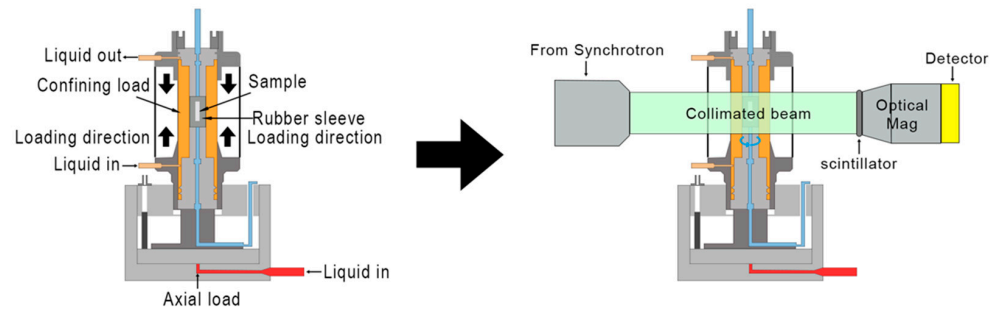 Liquid out
Confining load
Sample
Rubber sleeve
Loading direction
Loading direction
Liquid in
Liquid in
Axial load
From Synchrotron
Detector
Collimated beam
Optical
Mag
scintillator